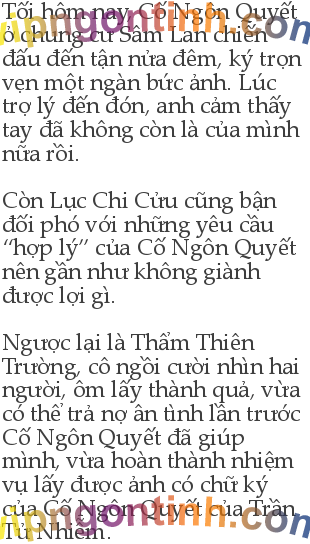 Tối hôm nay, Cố Ngôn Quyết
ở chung cư Sâm Lan chiến
đấu đến tận nửa đêm, ký trọn
vẹn một ngàn bức ảnh. Lúc
trợ lý đến đón, anh cảm thấy
tay đã không còn là của mình
nữa rồi.

Còn Lục Chi Cửu cũng bận
đối phó với những yêu cầu
“hợp lý” của Cố Ngôn Quyết
nên gần như không giành
được lợi gì.

Ngược lại là Thẩm Thiên
Trường, cô ngồi cười nhìn hai
người, ôm lấy thành quả, vừa
có thể trả nợ ân tình lần trước
Cố Ngôn Quyết đã giúp
mình, vừa hoàn thành nhiệm
vụ lấy được ảnh có chữ ký
của Cố Ngôn Quyết của Trần
Tử Nhiễm.